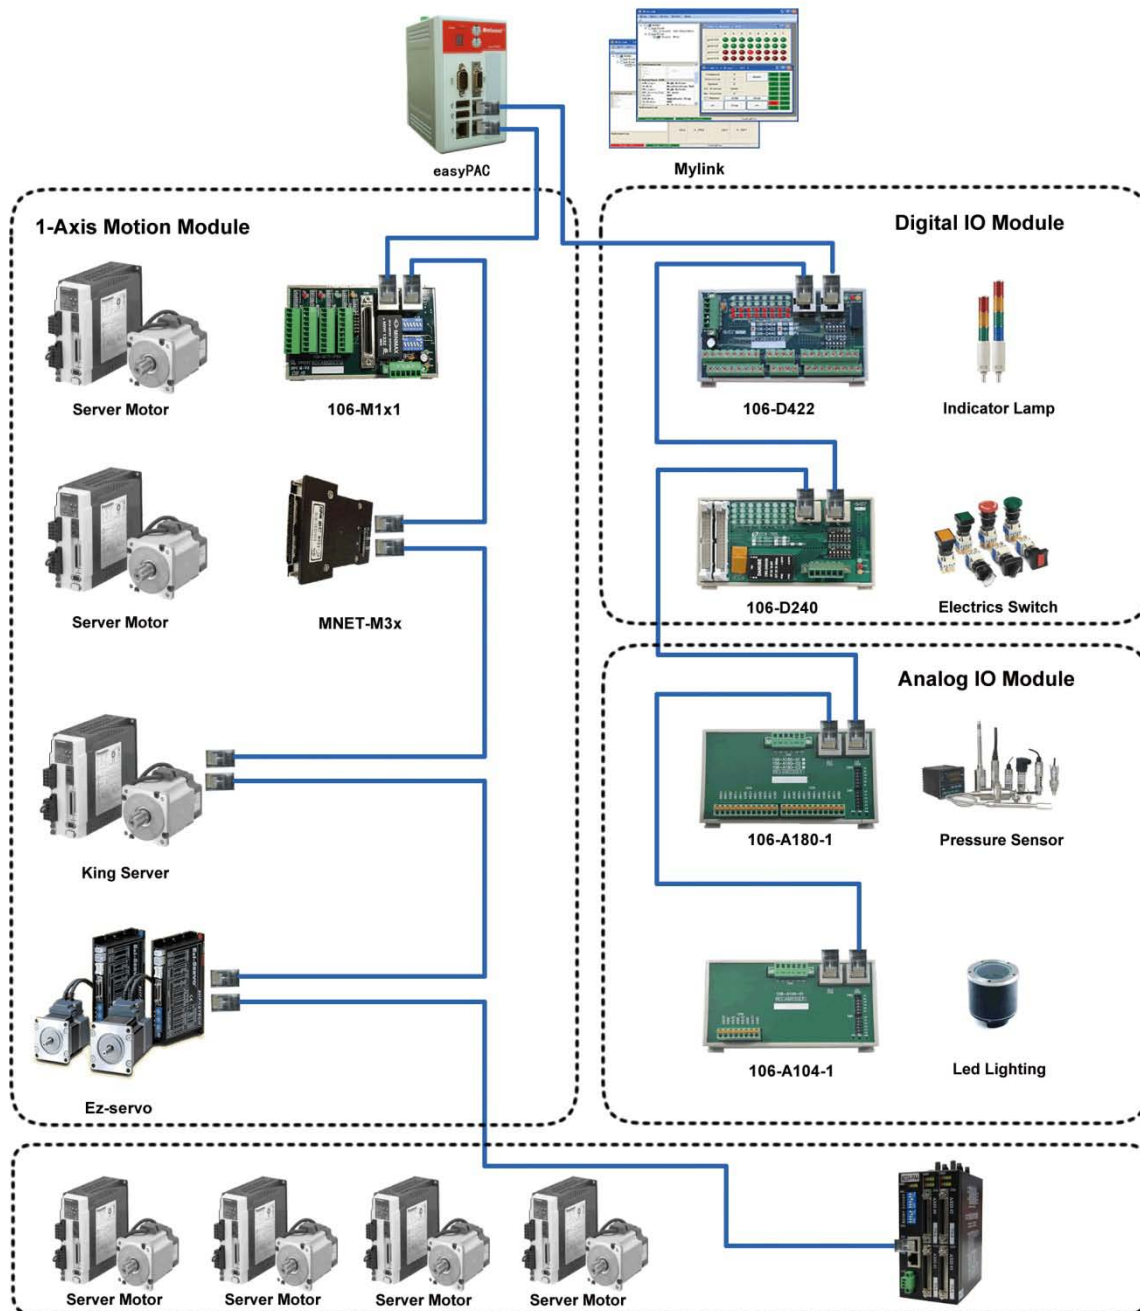 easyPAC
Mylink
1-Axis Motion Module
Digital IO Module
Server Motor
106-M1x1
106-D422
Indicator Lamp
Server Motor
MNET-M3x
106-D240
Electrics Switch
Analog IO Module
King Server
106-A180-1
Pressure Sensor
Ez-servo
106-A104-1
Led Lighting
Server Motor
Server Motor
Server Motor
Server Motor